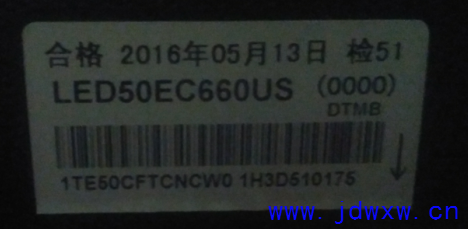 合格 2016年05月13日 检51
LED50EC660US (0000)
DTMB
1TE50CFTCNCW0 1H3D510175
www.jdwxw.cn